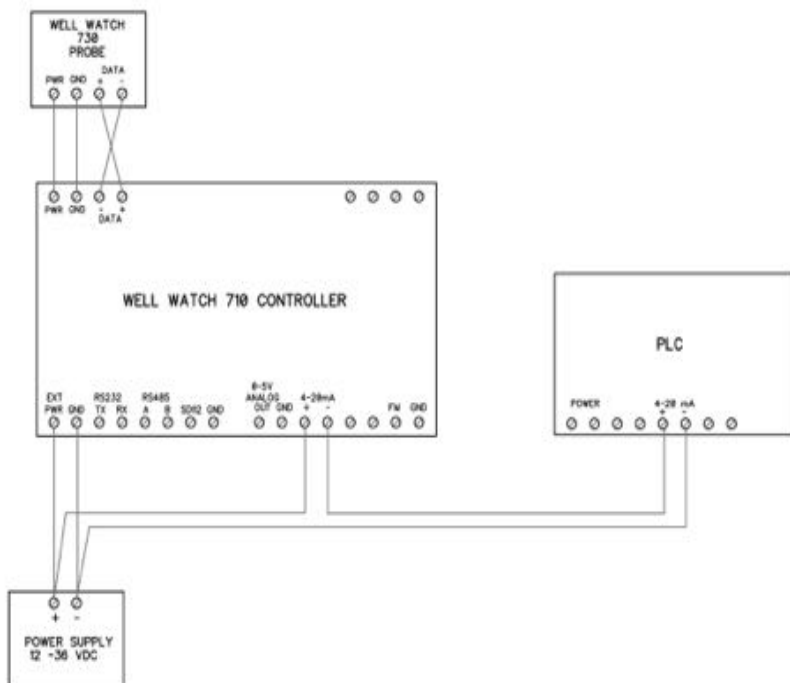 WELL WATCH
730
PROBE
DATA
PWR GND + -
PWR GND - +
DATA
WELL WATCH 710 CONTROLLER
PLC
EXT RS232 RS485 0-5V ANALOG 4-20mA
PWR GND TX RX A B SDI12 GND OUT GND + - FW GND
POWER 4-20 mA
+ -
+ -
POWER SUPPLY
12 -36 VDC